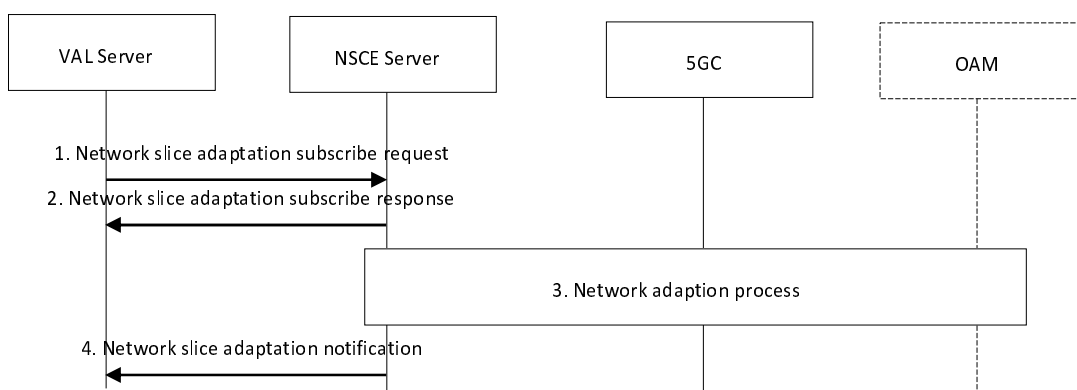 VAL Server
NSCE Server
5GC
OAM
1. Network slice adaptation subscribe request
2. Network slice adaptation subscribe response
3. Network adaption process
4. Network slice adaptation notification